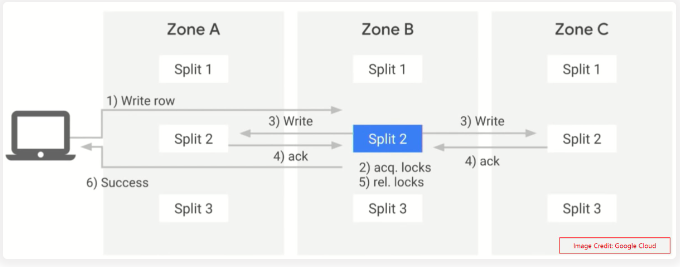 Zone A
Zone B
Zone C
Split 1
Split 1
Split 1
1) Write row
3) Write
3) Write
Split 2
Split 2
Split 2
4) ack
4) ack
2) acq. locks
5) rel. locks
6) Success
Split 3
Split 3
Split 3
Image Credit: Google Cloud